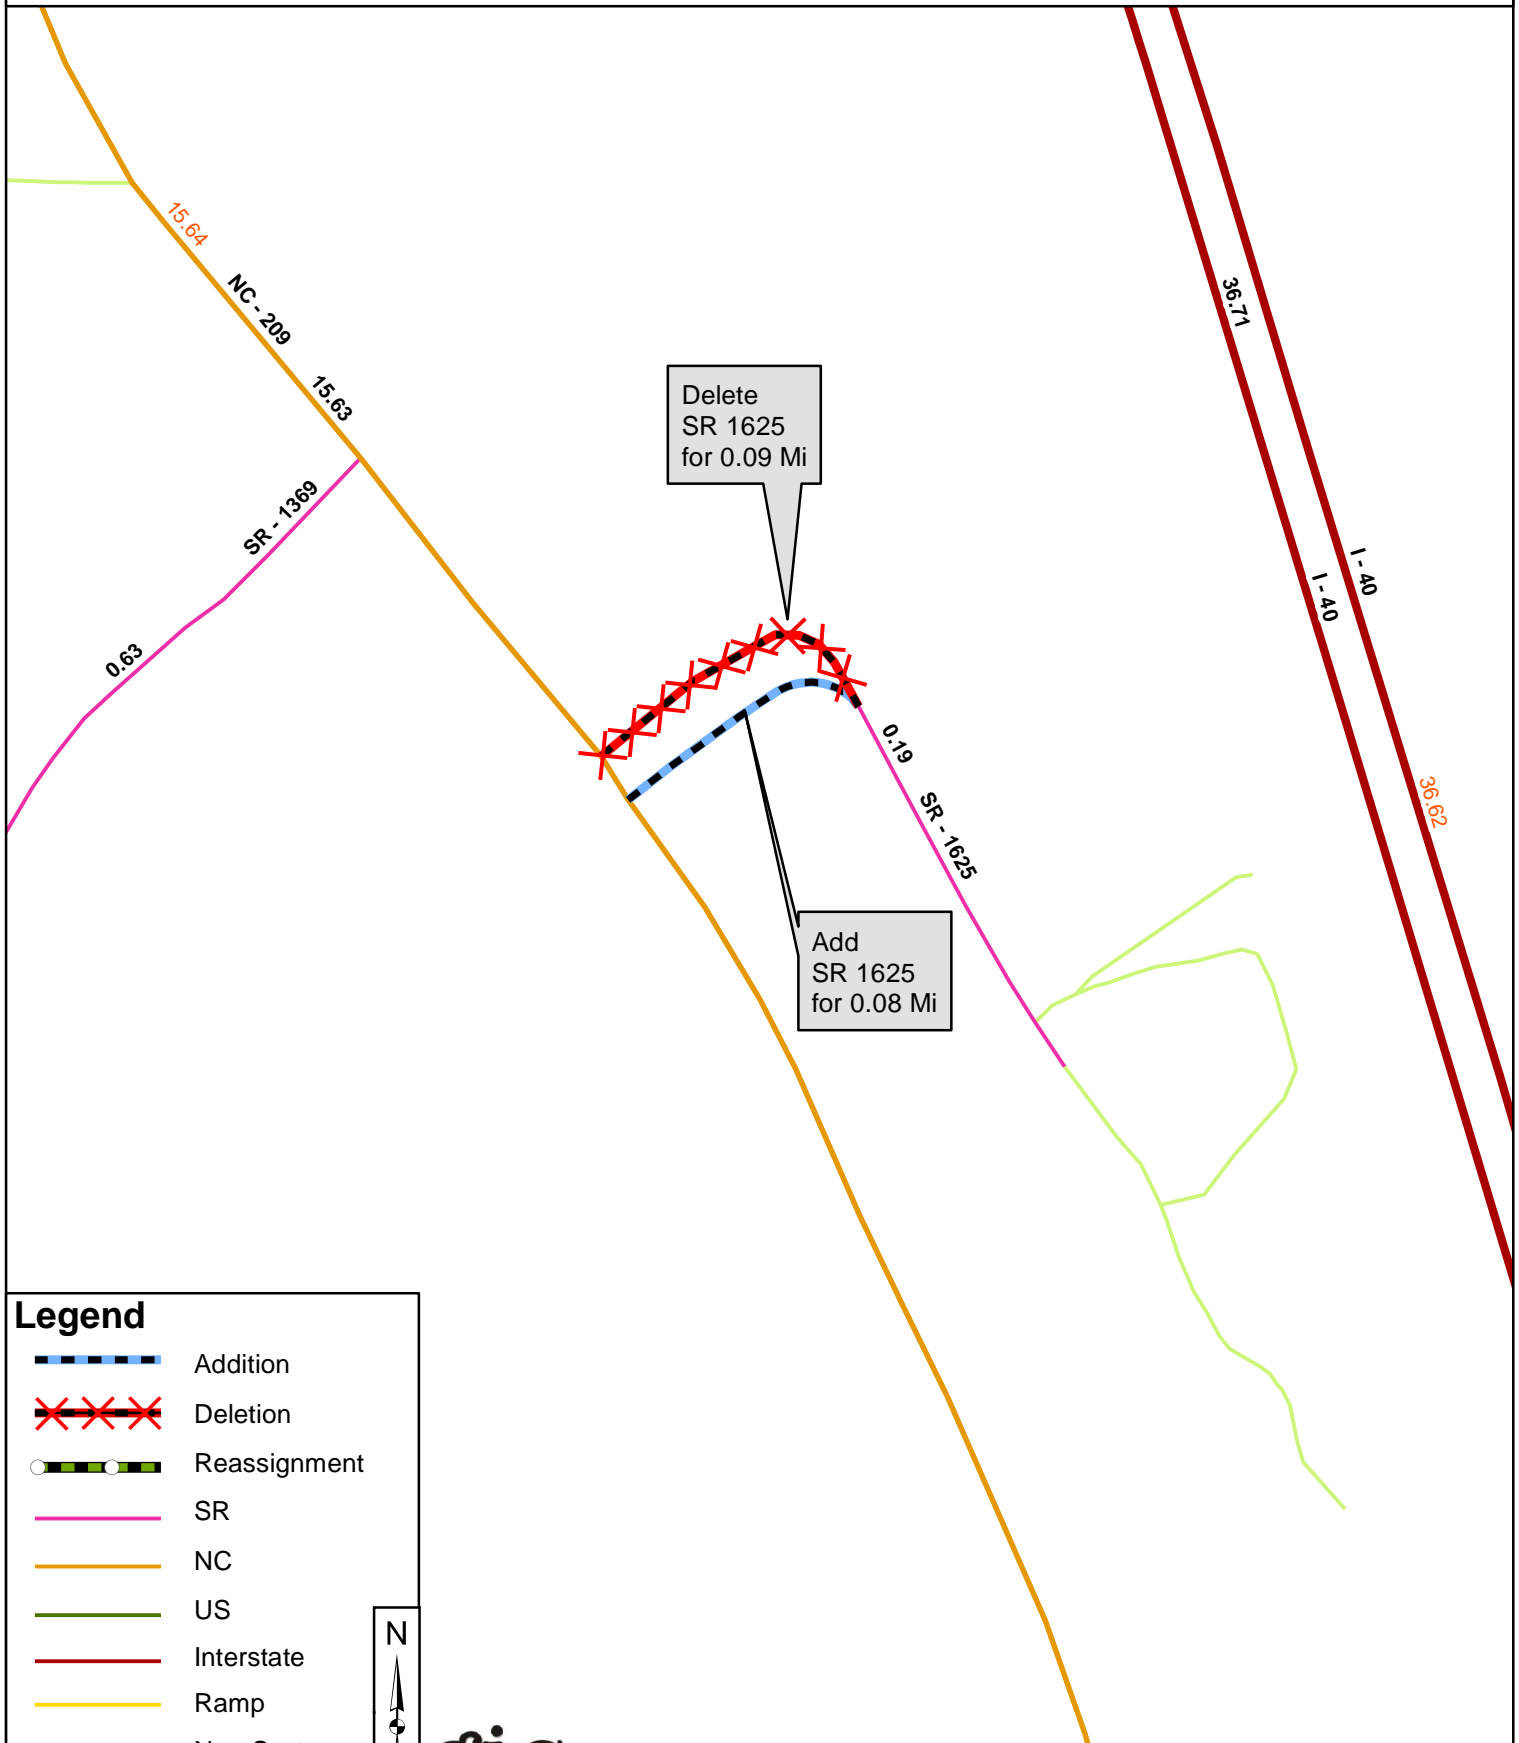 15.64
NC - 209
15.63
SR - 1369
0.63
Delete
SR 1625
for 0.09 Mi
36.71
I - 40
I - 40
36.62
0.19
SR - 1625
Add
SR 1625
for 0.08 Mi
Legend
Addition
Deletion
Reassignment
SR
NC
US
Interstate
Ramp
N